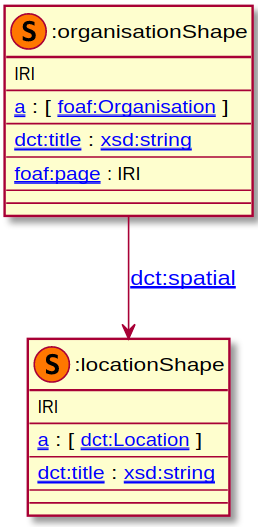 S :organisationShape
IRI
a : [ foaf:Organisation ]
dct:title : xsd:string
foaf:page : IRI
dct:spatial
S :locationShape
IRI
a : [ dct:Location ]
dct:title : xsd:string